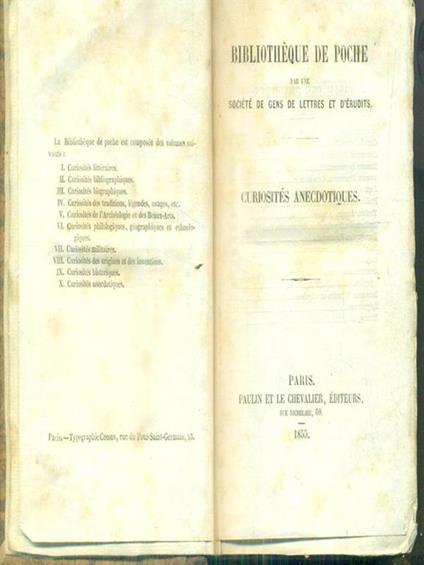 La Bibliothèque de poche est composée des volumes sui-
vants :
I. Curiosités littéraires.
II. Curiosités bibliographiques.
III. Curiosités biographiques.
IV. Curiosités des traditions, légendes, usages, etc.
V. Curiosités de l'Archéologie et des Beaux-Arts.
VI. Curiosités philologiques, géographiques et ethnolo-
giques.
VII. Curiosités militaires.
VIII. Curiosités des origines et des inventions.
IX. Curiosités historiques.
X. Curiosités anecdotiques.
Paris.—Typographie Cosson, rue du Four-Saint-Germain, 43.
BIBLIOTHÈQUE DE POCHE
PAR UNE
SOCIÉTÉ DE GENS DE LETTRES ET D'ÉRUDITS.
CURIOSITÉS ANECDOTIQUES.
PARIS.
PAULIN ET LE CHEVALIER, ÉDITEURS,
RUE RICHELIEU, 60.
1855.